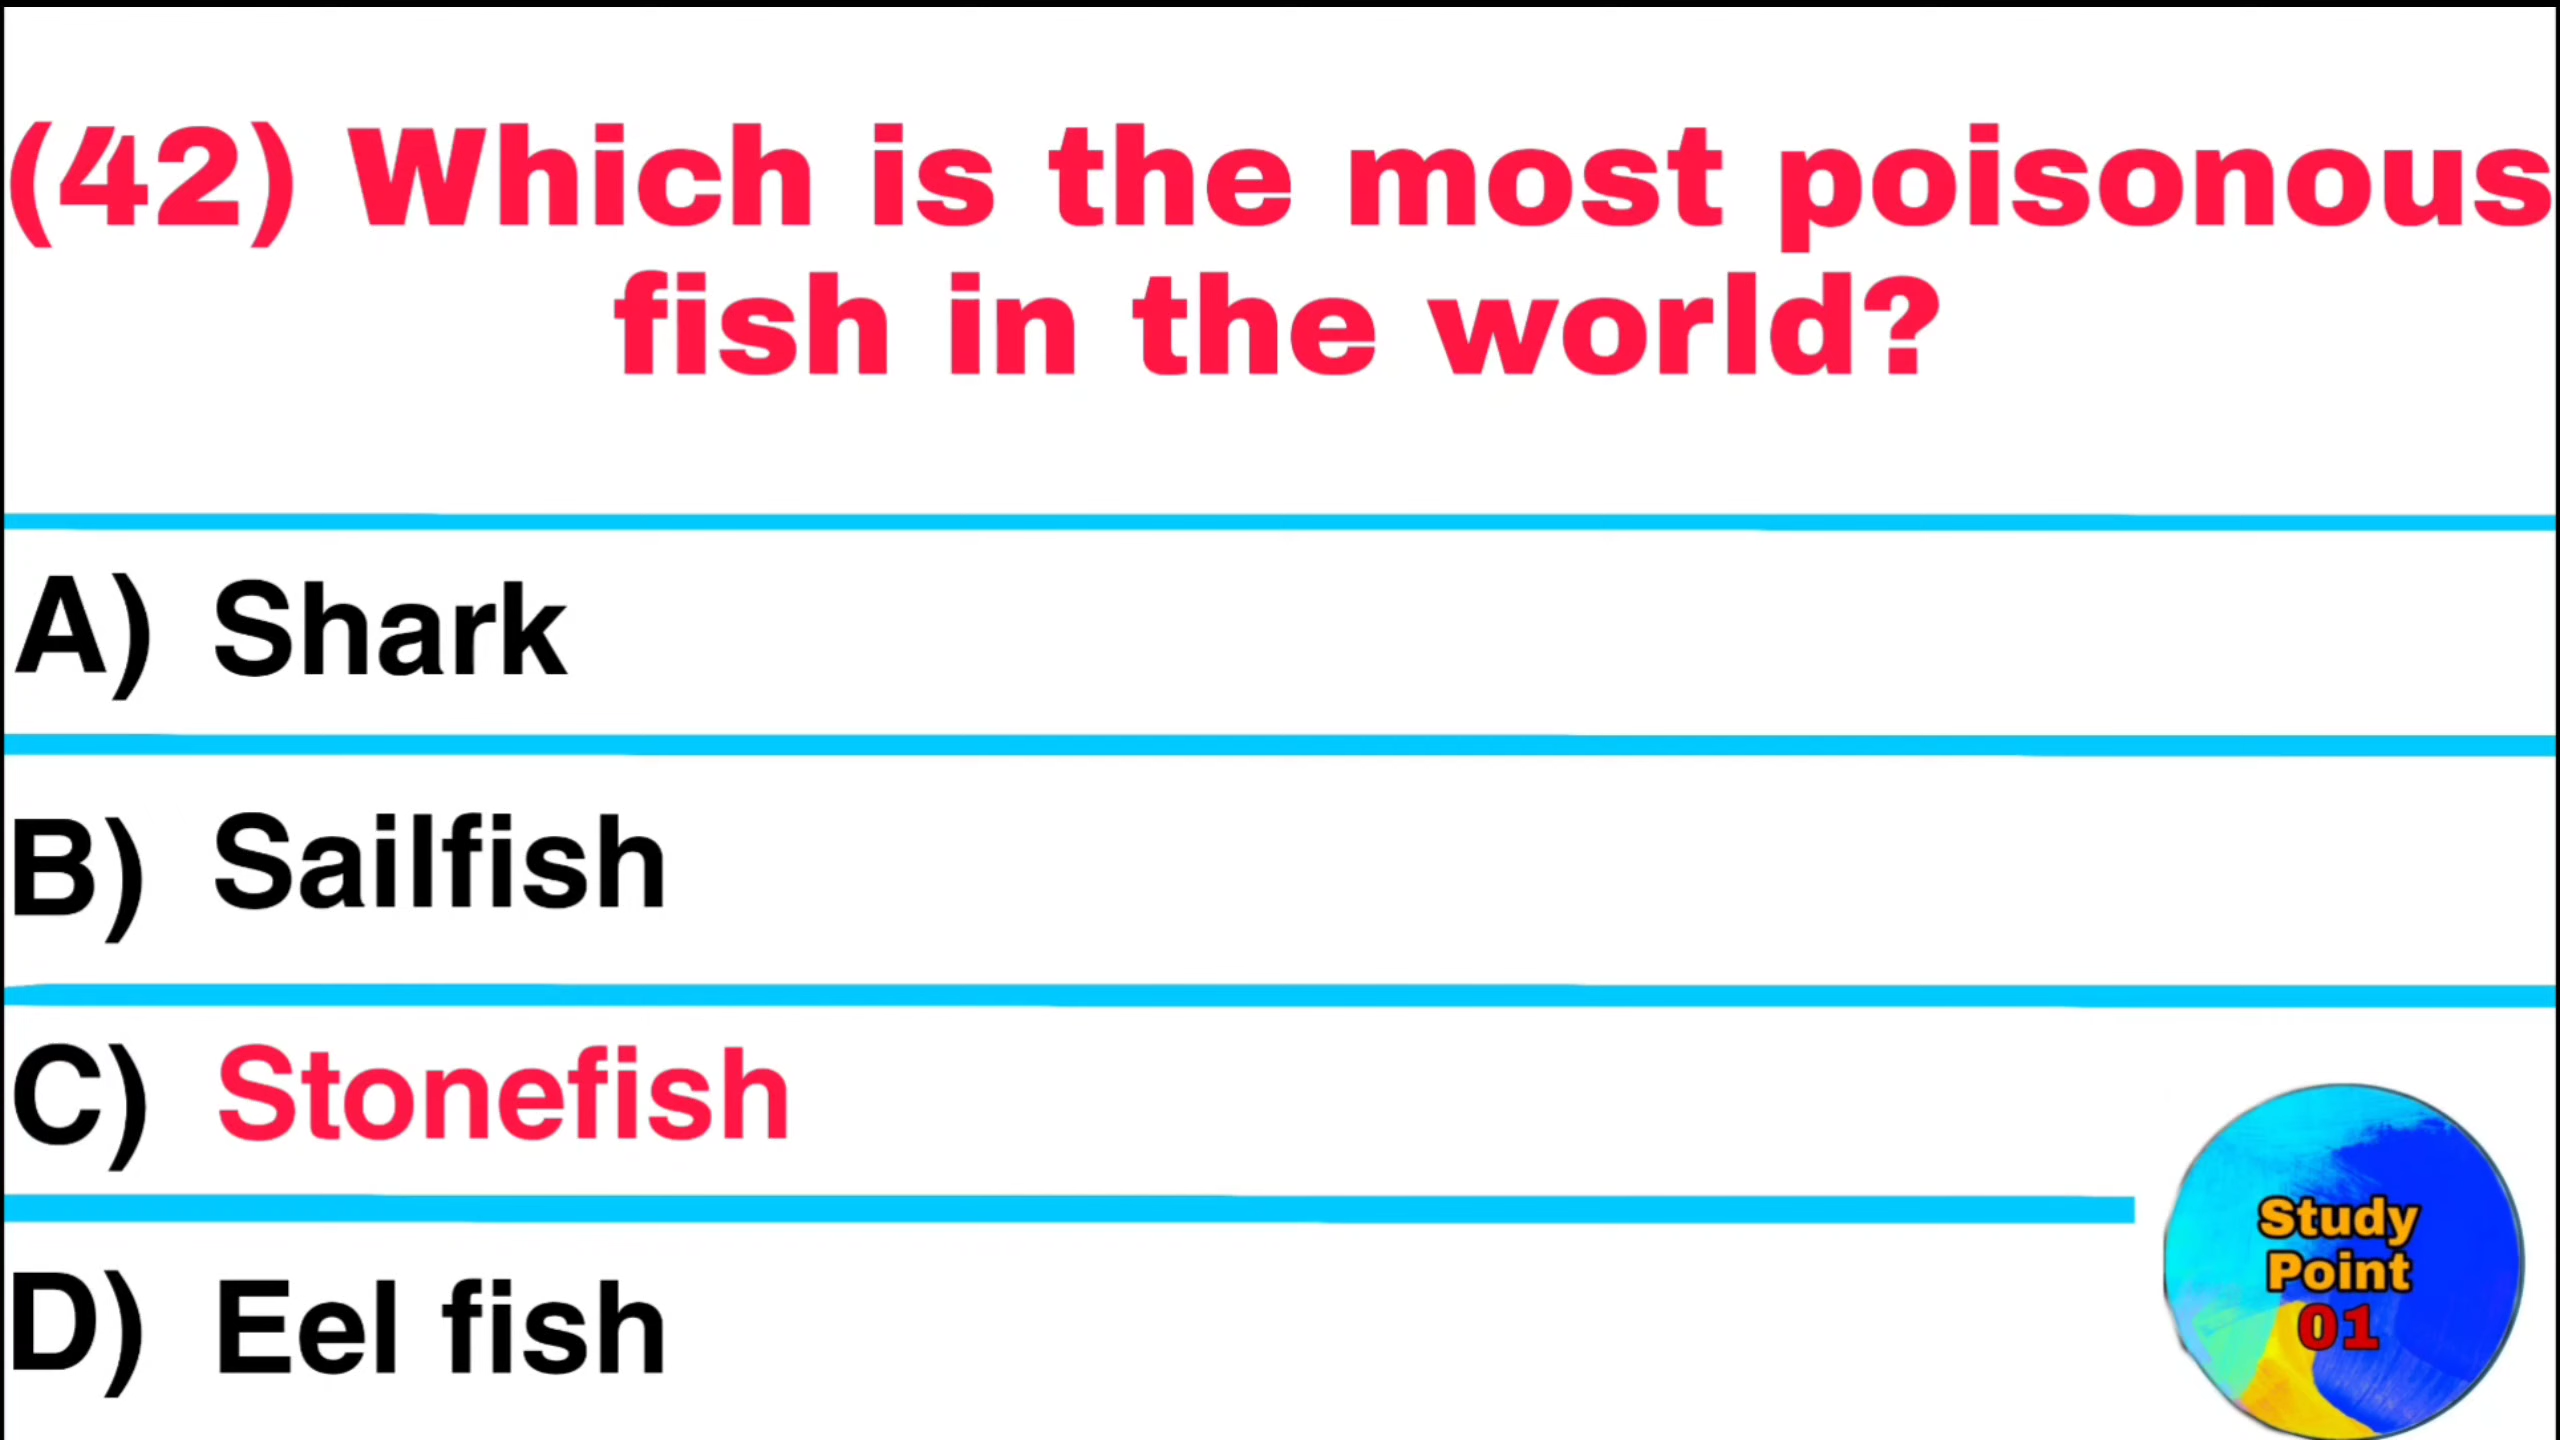 (42) Which is the most poisonous
fish in the world?
A) Shark
B) Sailfish
C) Stonefish
D) Eel fish
Study
Point
01